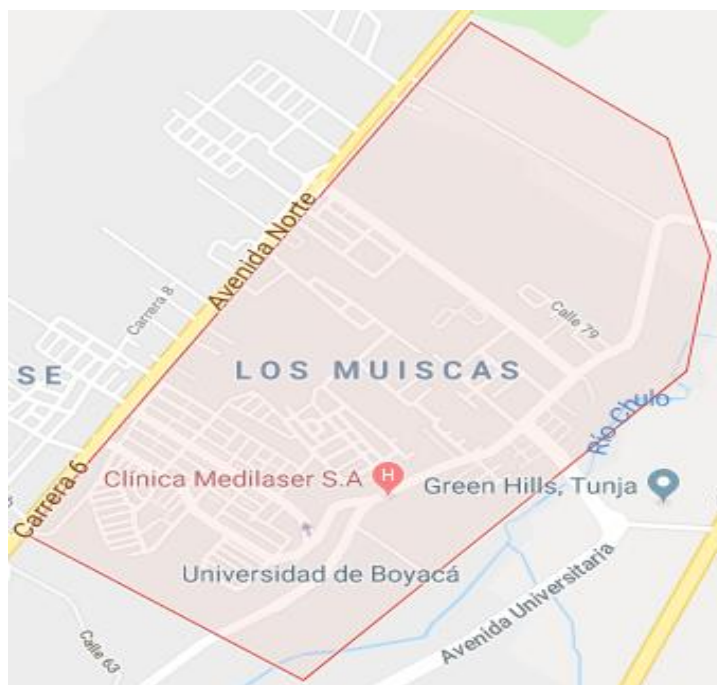 Avenida Norte
Carrera 8
Calle 79
SE
LOS MUISCAS
Río Chulo
Carrera 6
Clínica Medilaser S.A
H
Green Hills, Tunja
Universidad de Boyacá
Avenida Universitaria
Calle 63